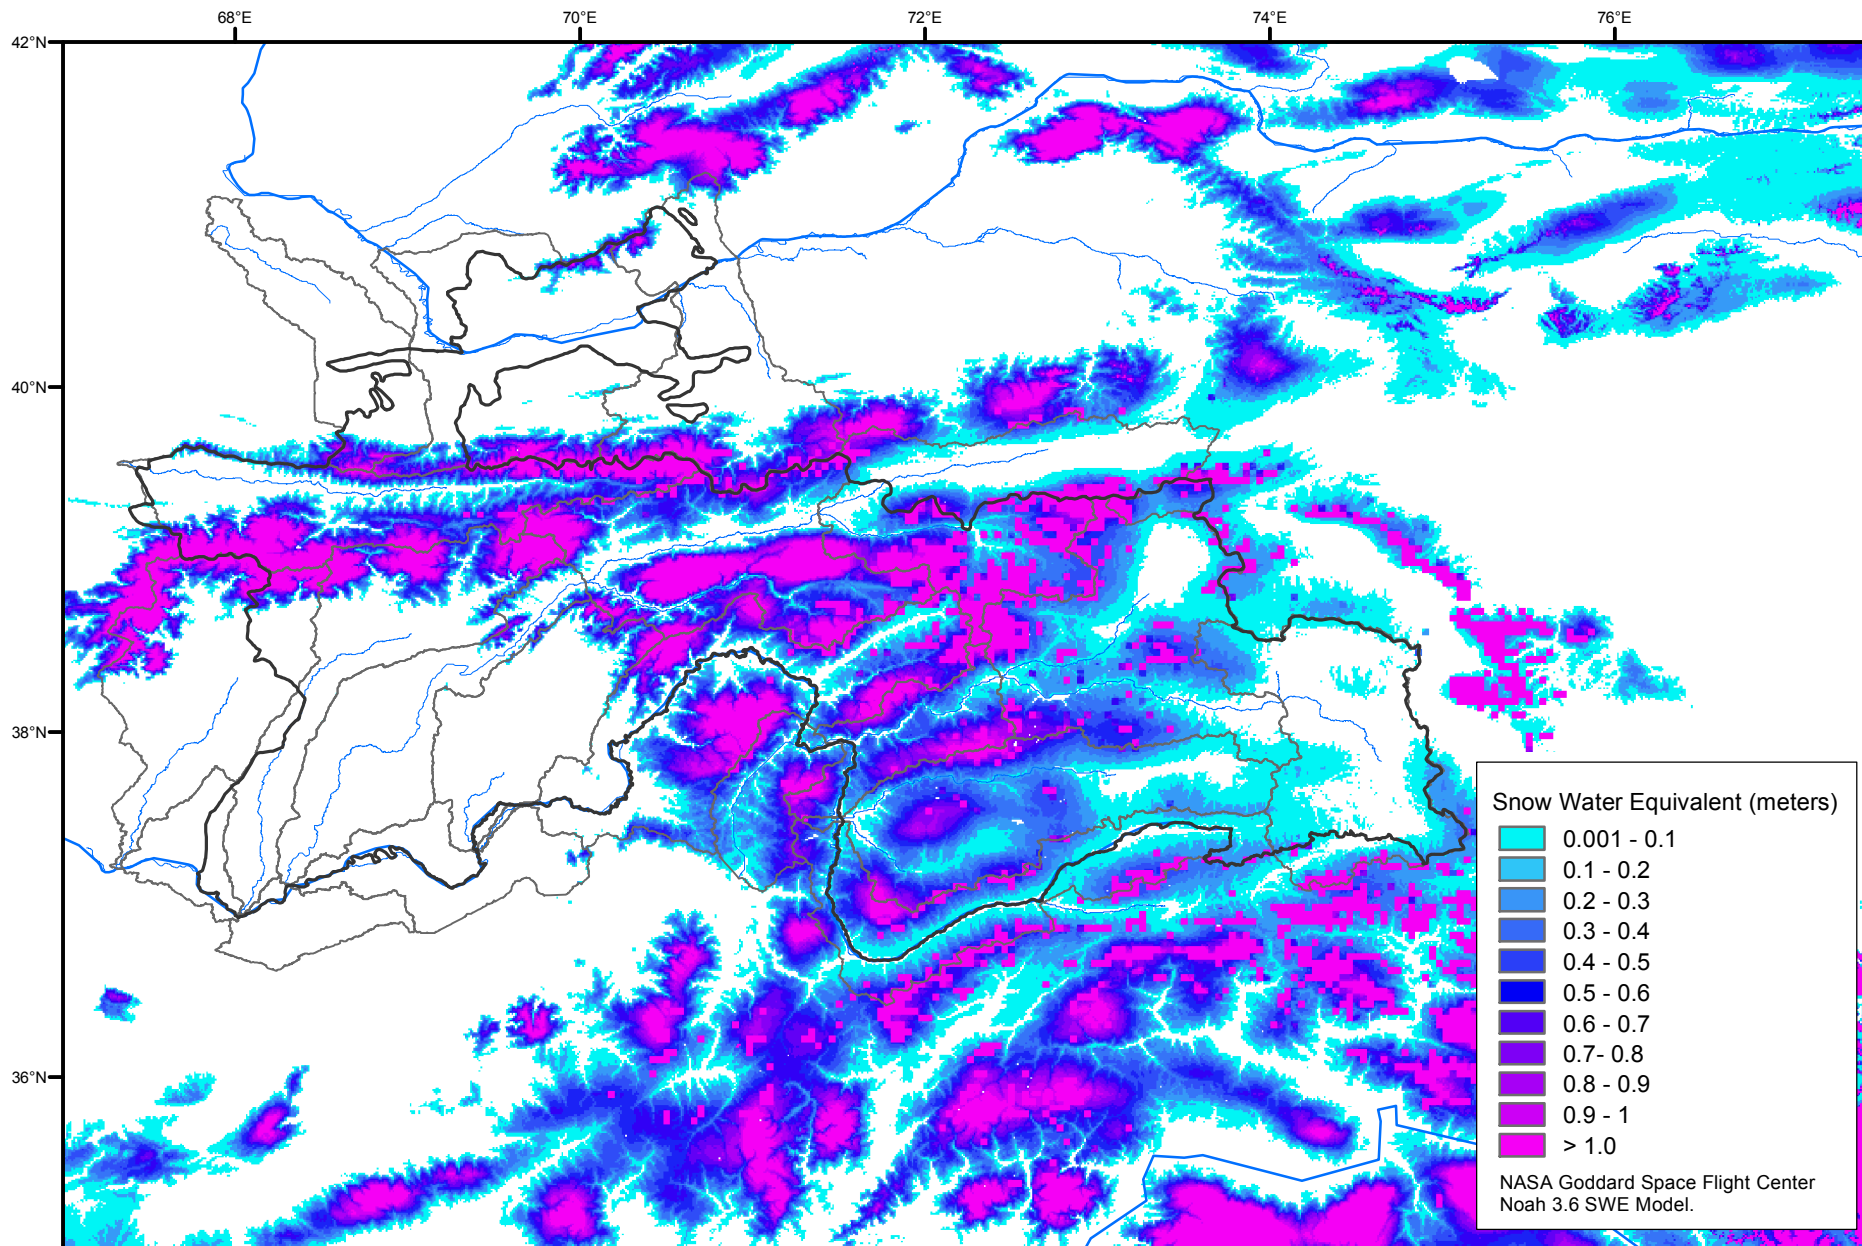 68°E 70°E 72°E 74°E 76°E
42°N
40°N
38°N
36°N
Snow Water Equivalent (meters)
0.001 - 0.1
0.1 - 0.2
0.2 - 0.3
0.3 - 0.4
0.4 - 0.5
0.5 - 0.6
0.6 - 0.7
0.7- 0.8
0.8 - 0.9
0.9 - 1
> 1.0
NASA Goddard Space Flight Center
Noah 3.6 SWE Model.